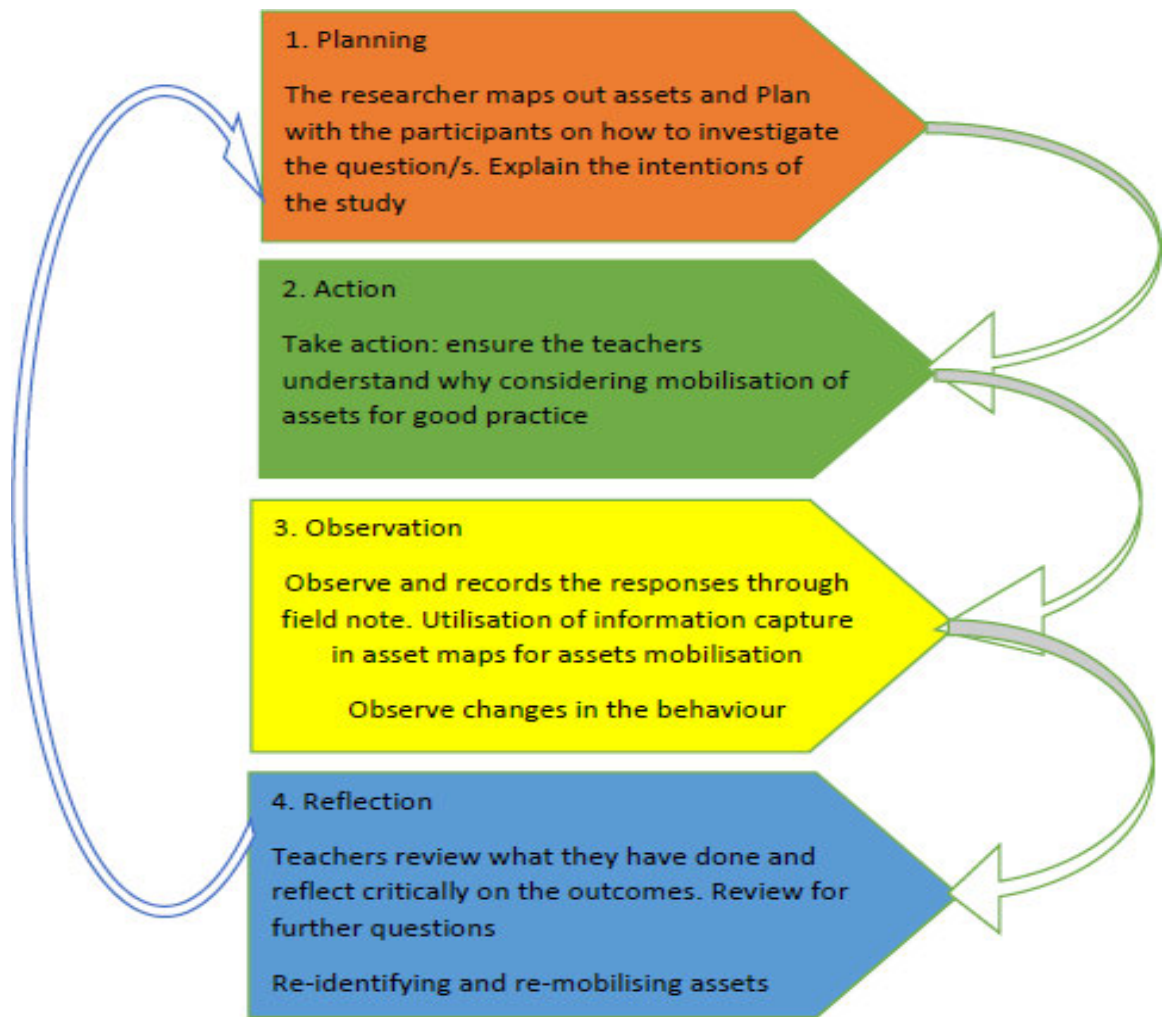 1. Planning
The researcher maps out assets and Plan
with the participants on how to investigate
the question/s. Explain the intentions of
the study
2. Action
Take action: ensure the teachers
understand why considering mobilisation of
assets for good practice
3. Observation
Observe and records the responses through
field note. Utilisation of information capture
in asset maps for assets mobilisation
Observe changes in the behaviour
4. Reflection
Teachers review what they have done and
reflect critically on the outcomes. Review for
further questions
Re-identifying and re-mobilising assets